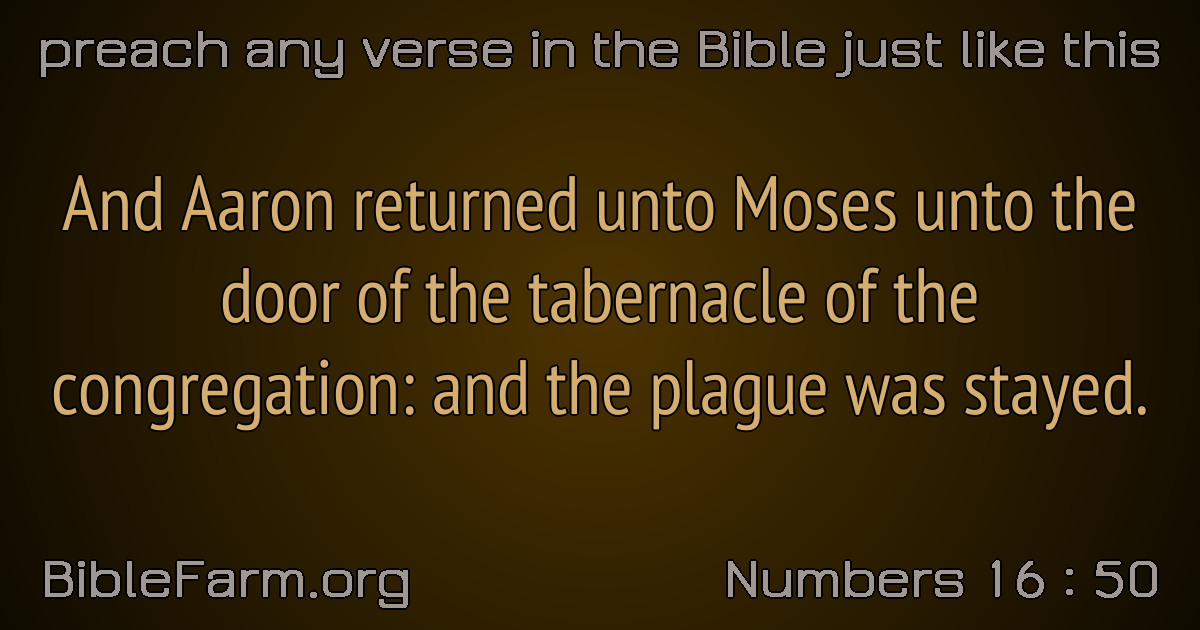 preach any verse in the Bible just like this
And Aaron returned unto Moses unto the
door of the tabernacle of the
congregation: and the plague was stayed.
BibleFarm.org
Numbers 16 : 50